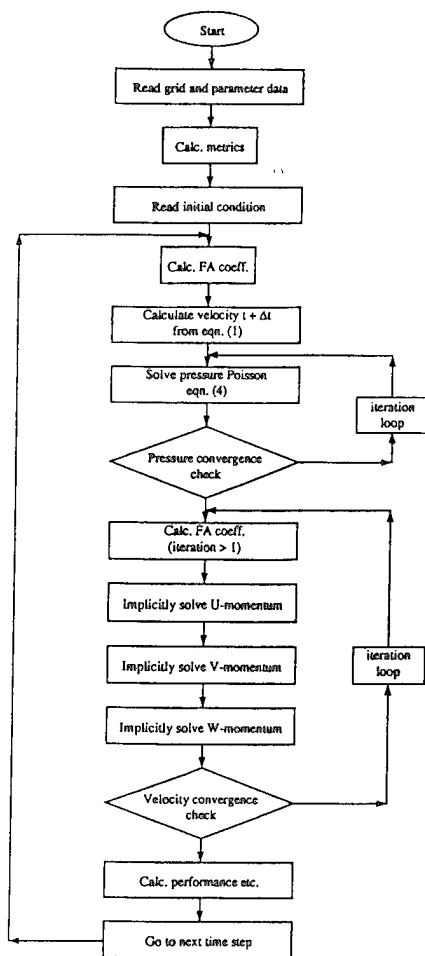 Start
Read grid and parameter data
Calc. metrics
Read initial condition
Calc. FA coeff.
Calculate velocity t + Δt
from eqn. (1)
Solve pressure Poisson
eqn. (4)
iteration
loop
Pressure convergence
check
Calc. FA coeff.
(iteration > 1)
Implicitly solve U-momentum
Implicitly solve V-momentum
iteration
loop
Implicitly solve W-momentum
Velocity convergence
check
Calc. performance etc.
Go to next time step